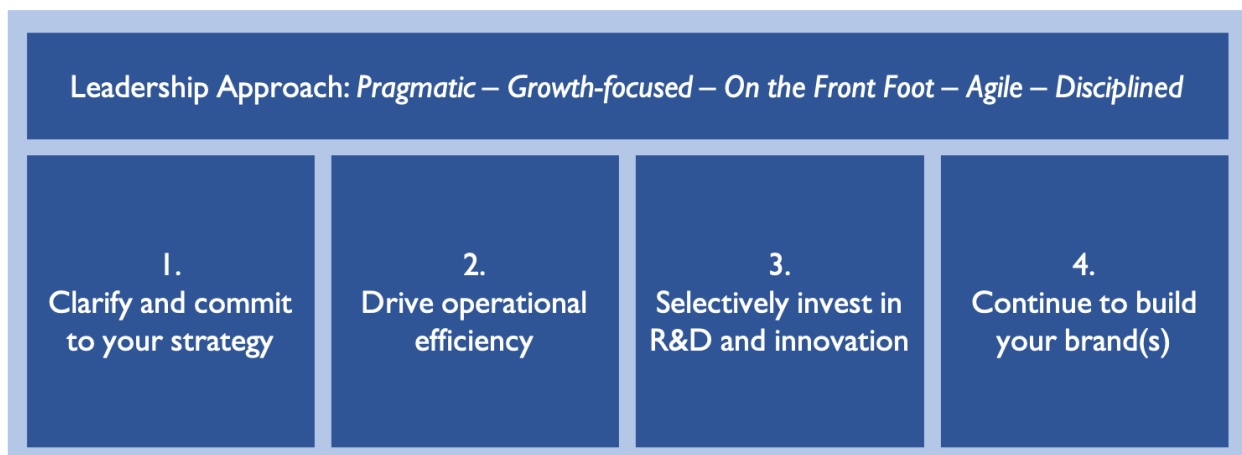 Leadership Approach: Pragmatic – Growth-focused – On the Front Foot – Agile – Disciplined
1.
Clarify and commit
to your strategy
2.
Drive operational
efficiency
3.
Selectively invest in
R&D and innovation
4.
Continue to build
your brand(s)